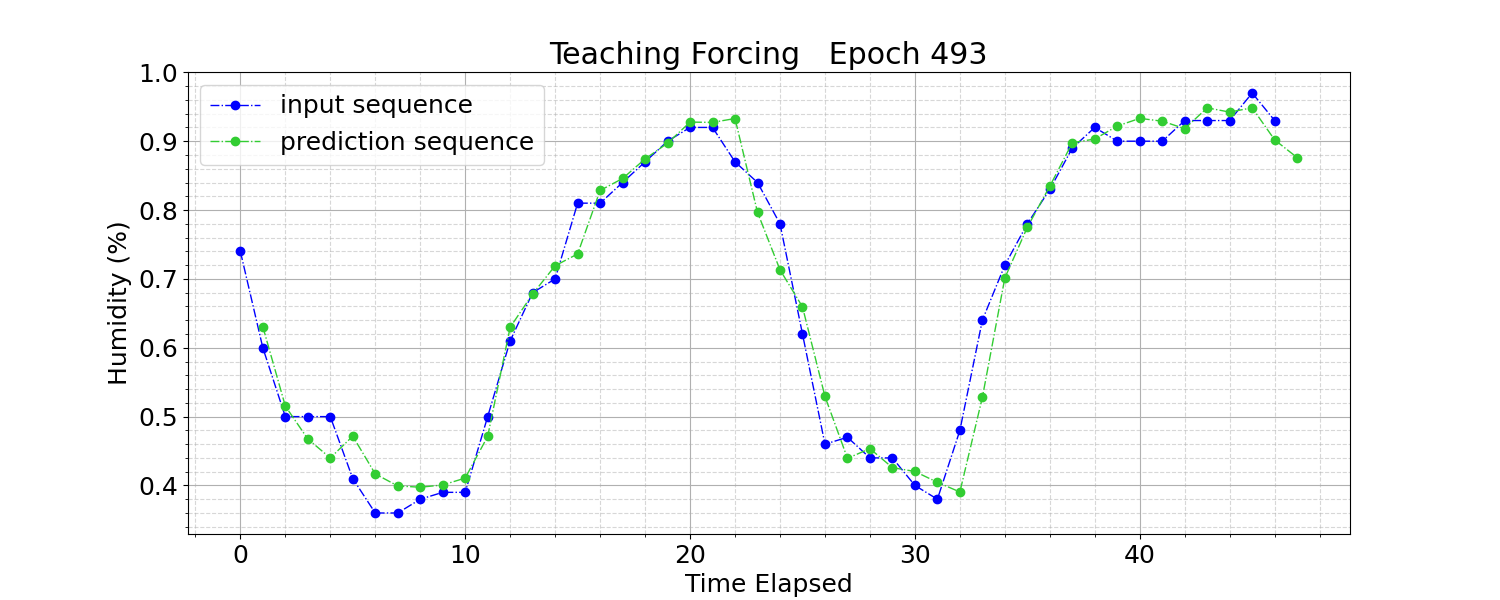 Teaching Forcing   Epoch 493
input sequence
prediction sequence
Humidity (%)
1.0
0.9
0.8
0.7
0.6
0.5
0.4
0 10 20 30 40
Time Elapsed